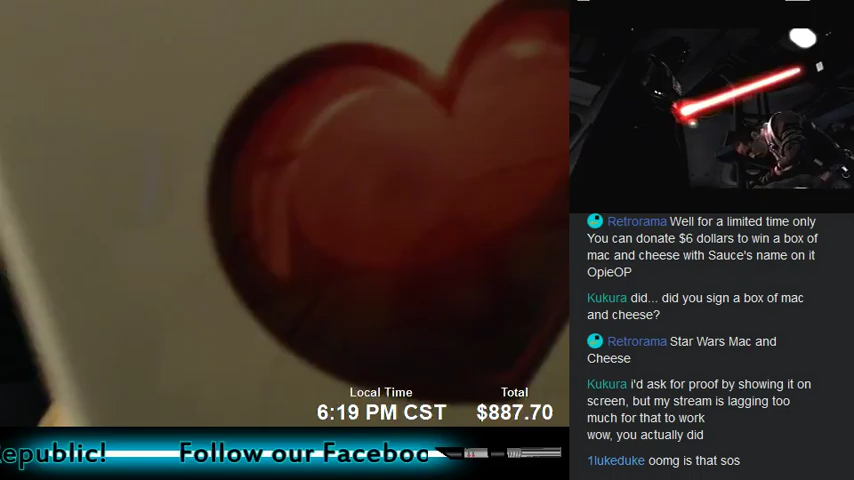 Retrorama Well for a limited time only
You can donate $6 dollars to win a box of
mac and cheese with Sauce's name on it
OpieOP
Kukura did... did you sign a box of mac
and cheese?
Retrorama Star Wars Mac and
Cheese
Kukura i'd ask for proof by showing it on
screen, but my stream is lagging too
much for that to work
wow, you actually did
1lukeduke oomg is that sos
Local Time
6:19 PM CST
Total
$887.70
Republic! Follow our Faceboo